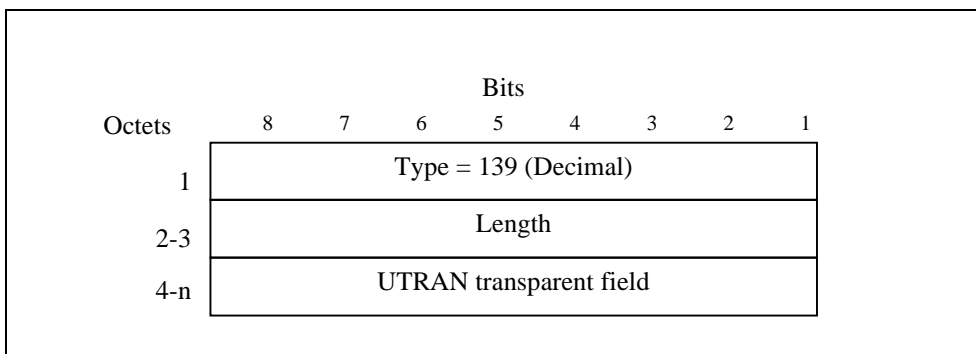 Bits
Octets 8 7 6 5 4 3 2 1
1 Type = 139 (Decimal)
2-3 Length
4-n UTRAN transparent field